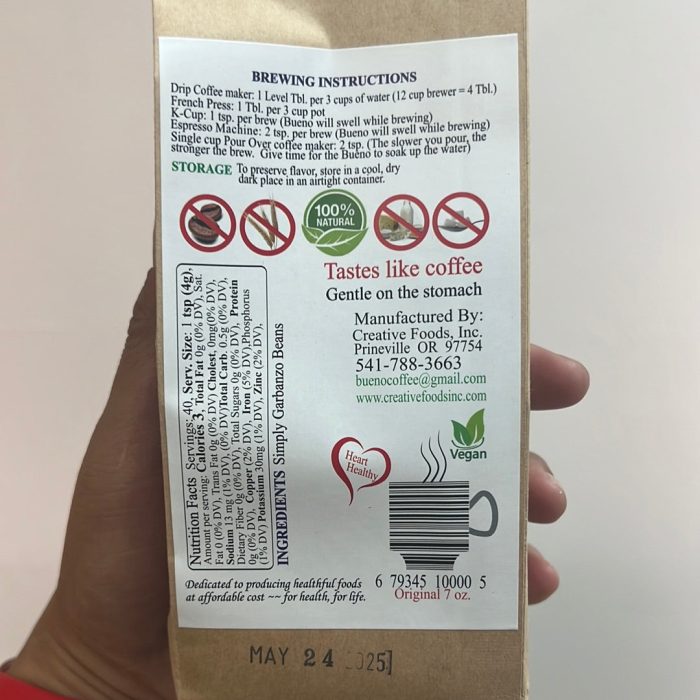 BREWING INSTRUCTIONS
Drip Coffee maker: 1 Level Tbl. per 3 cups of water (12 cup brewer = 4 Tbl.)
French Press: 1 Tbl. per 3 cup pot
K-Cup: 1 tsp. per brew (Bueno will swell while brewing)
Espresso Machine: 2 tsp. per brew (Bueno will swell while brewing)
Single cup Pour Over coffee maker: 2 tsp. (The slower you pour, the
stronger the brew. Give time for the Bueno to soak up the water)
STORAGE To preserve flavor, store in a cool, dry
dark place in an airtight container.
100%
NATURAL
Tastes like coffee
Gentle on the stomach
Manufactured By:
Creative Foods, Inc.
Prineville OR 97754
541-788-3663
buenocoffee@gmail.com
www.creativefoodsinc.com
Nutrition Facts Servings: 40, Serv. Size: 1 tsp (4g),
Amount per serving: Calories 3, Total Fat 0g (0% DV), Sat.
Fat 0 (0% DV), Trans Fat 0g (0% DV) Cholest. 0mg(0% DV),
Sodium 13 mg (1% DV), (0% DV)Total Carb. 0.5g (0% DV),
Dietary Fiber 0g (0% DV), Total Sugars 0g (0% DV), Protein
0g (0% DV), Copper (2% DV), Iron (5% DV),Phosphorus
(1% DV) Potassium 30mg (1% DV), Zinc (2% DV),
INGREDIENTS Simply Garbanzo Beans
Heart
Healthy
Vegan
Dedicated to producing healthful foods
at affordable cost ~~ for health, for life.
6 79345 10000 5
Original 7 oz.
MAY 24 2025